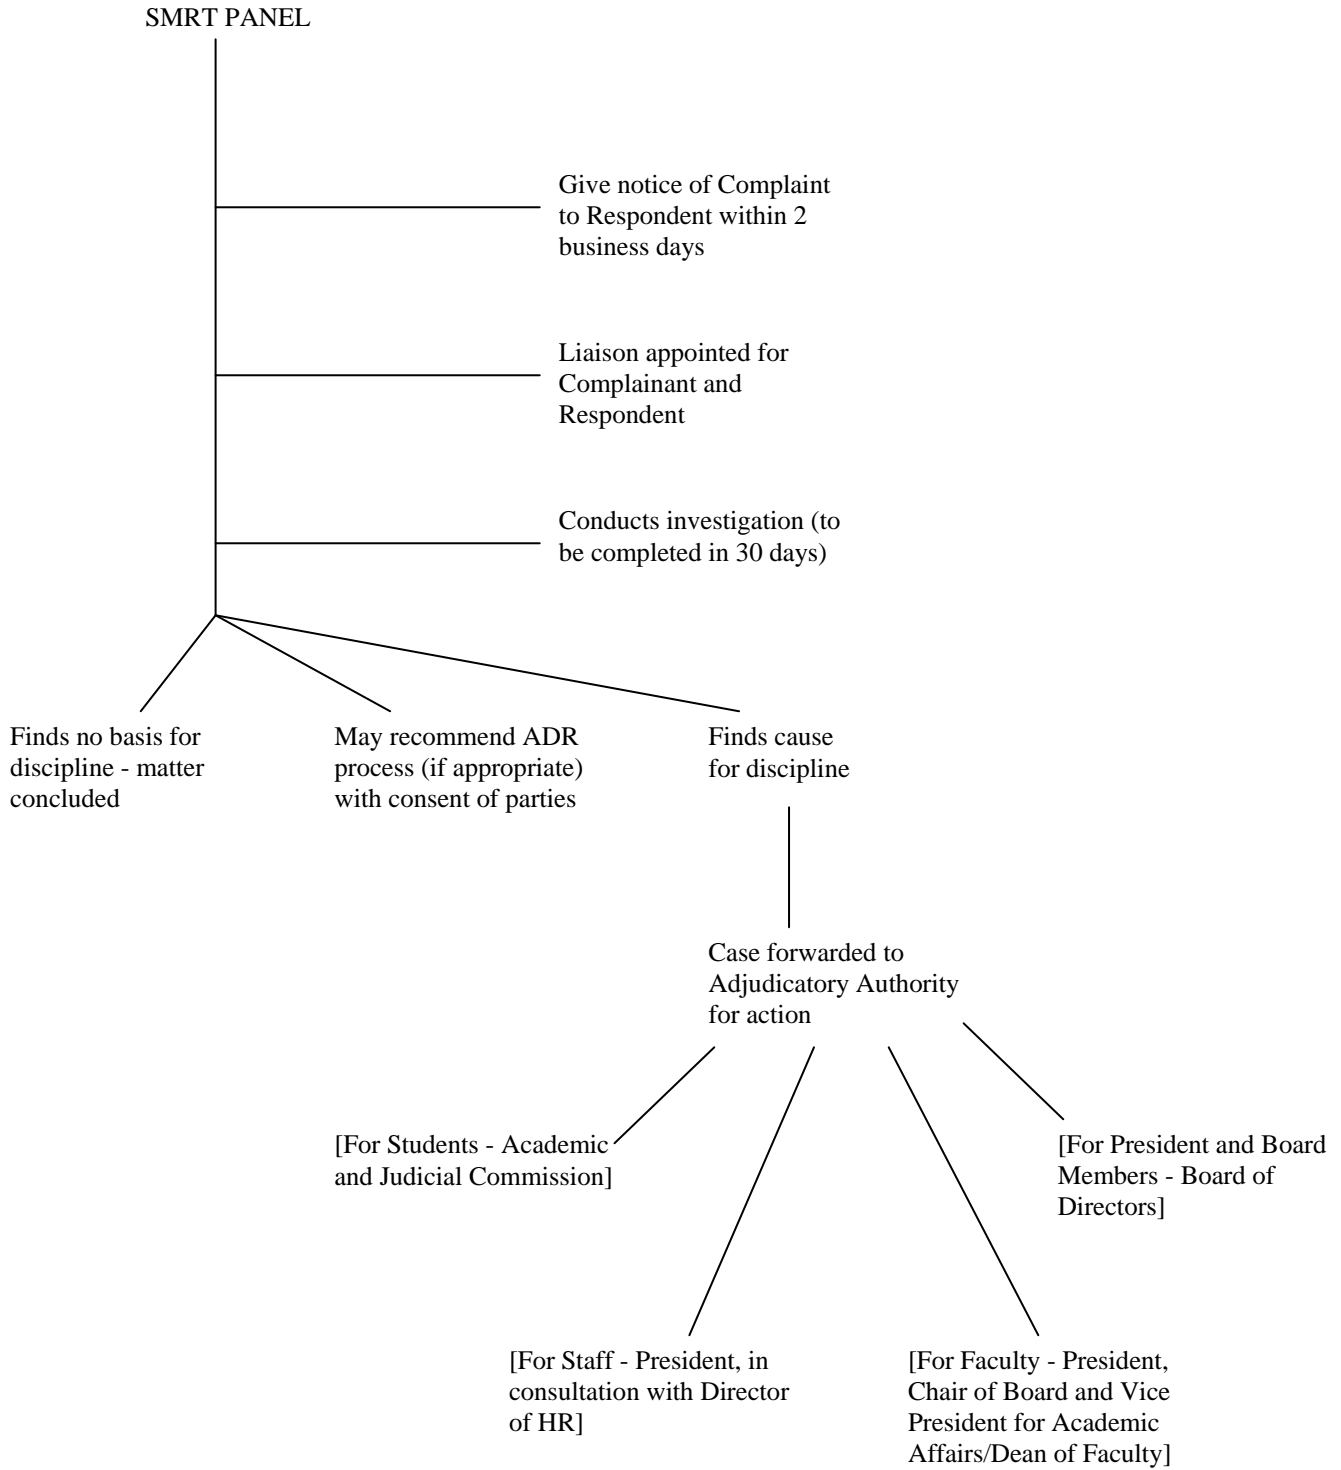 SMRT PANEL
Give notice of Complaint
to Respondent within 2
business days
Liaison appointed for
Complainant and
Respondent
Conducts investigation (to
be completed in 30 days)
Finds no basis for
discipline - matter
concluded
May recommend ADR
process (if appropriate)
with consent of parties
Finds cause
for discipline
Case forwarded to
Adjudicatory Authority
for action
[For Students - Academic
and Judicial Commission]
[For President and Board
Members - Board of
Directors]
[For Staff - President, in
consultation with Director
of HR]
[For Faculty - President,
Chair of Board and Vice
President for Academic
Affairs/Dean of Faculty]